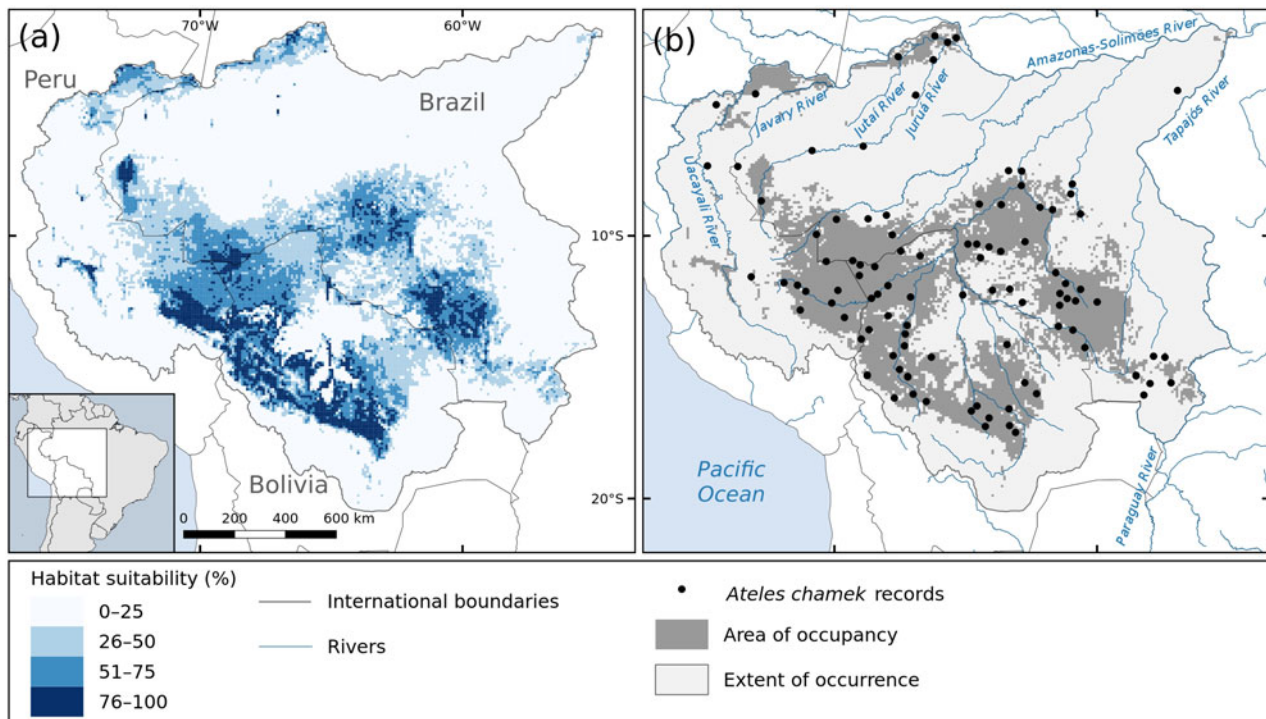 (a)
70°W
60°W
Peru
Brazil
10°S
Bolivia
0 200 400 600 km
20°S
(b)
Amazonas-Solimões River
Javary River
Jutaí River
Juruá River
Tapajós River
Uacayali River
Pacific
Ocean
Paraguay River
Habitat suitability (%)
0–25
26–50
51–75
76–100
International boundaries
Rivers
Ateles chamek records
Area of occupancy
Extent of occurrence